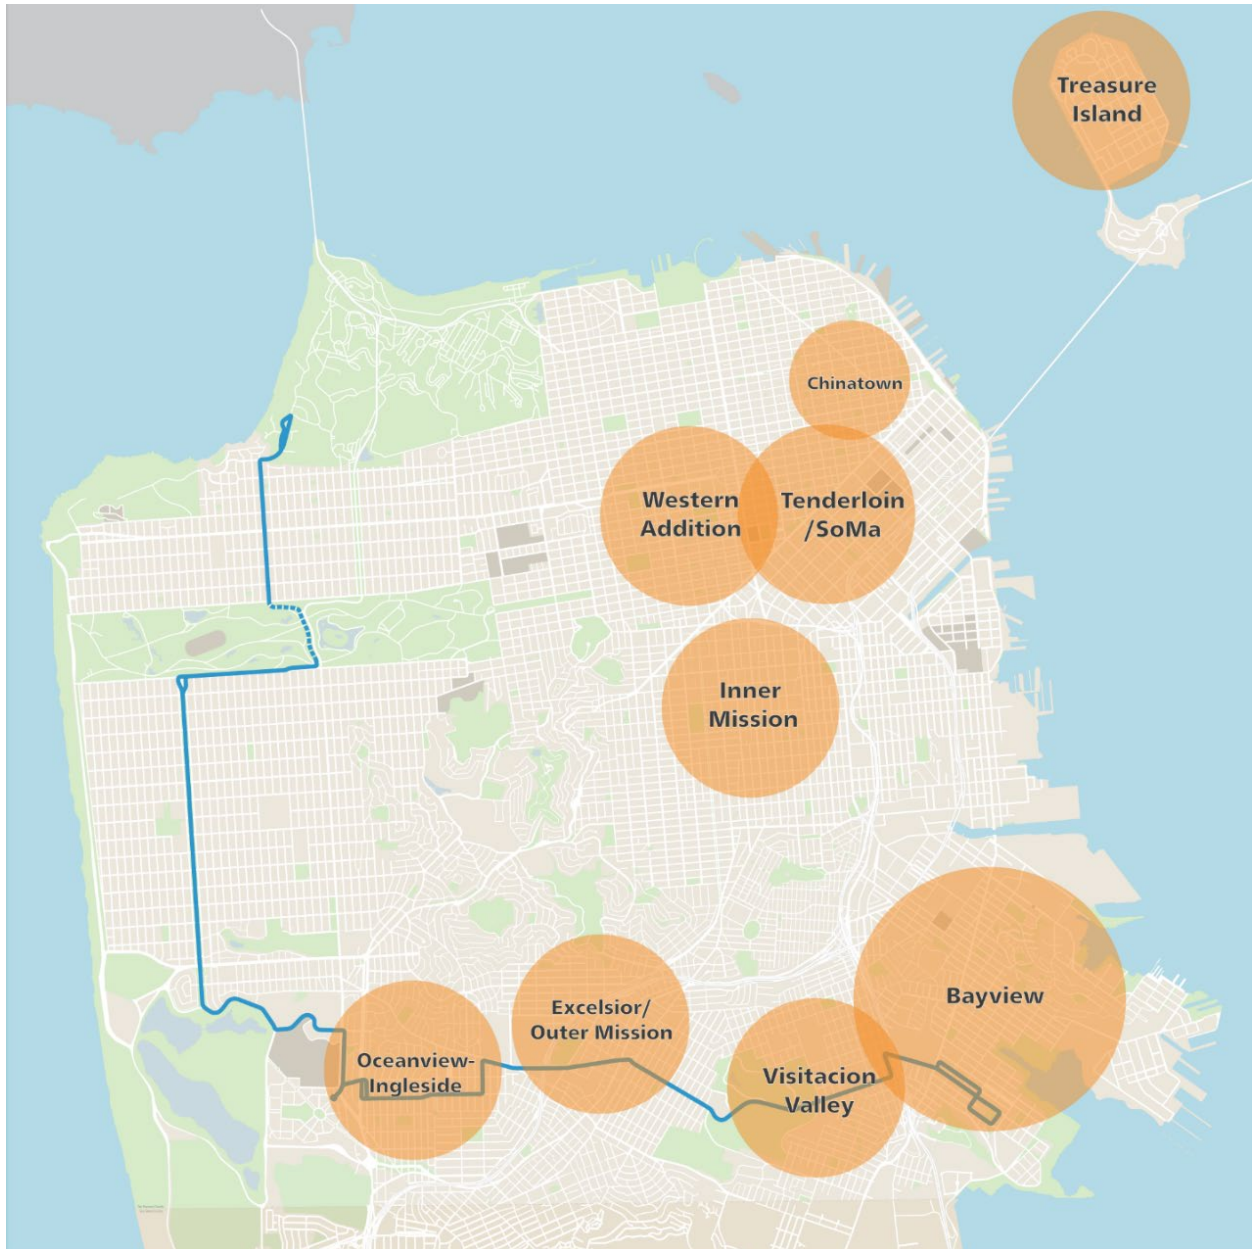 Treasure
Island
Chinatown
Western
Addition
Tenderloin
/SoMa
Inner
Mission
Bayview
Excelsior/
Outer Mission
Oceanview-
Ingleside
Visitacion
Valley